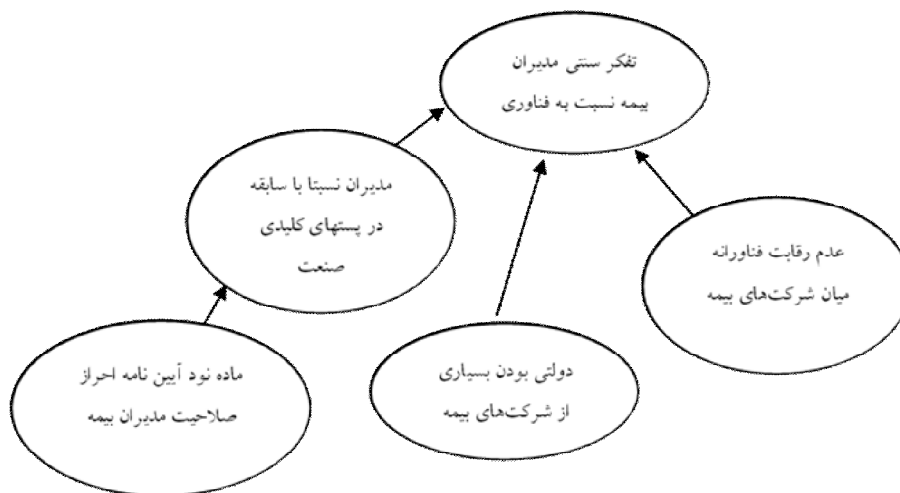 تفکر سنتی مدیران
بیمه نسبت به فناوری
مدیران نسبتا با سابقه
در پستهای کلیدی
صنعت
عدم رقابت فناورانه
میان شرکت‌های بیمه
ماده نود آیین نامه احراز
صلاحیت مدیران بیمه
دولتی بودن بسیاری
از شرکت‌های بیمه